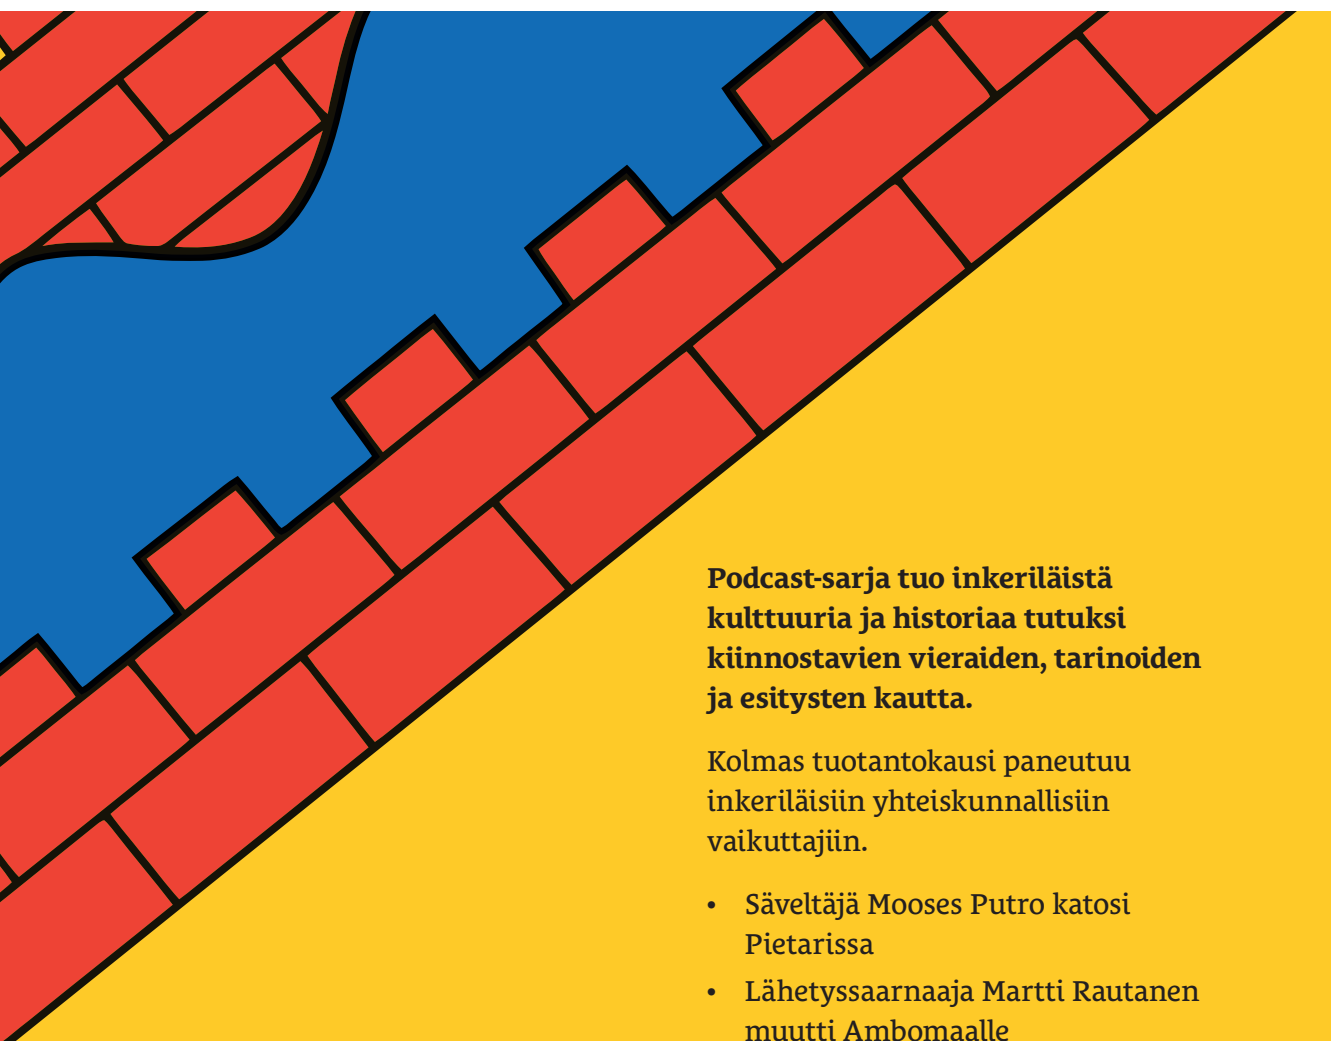 Podcast-sarja tuo inkeriläistä
kulttuuria ja historiaa tutuksi
kiinnostavien vieraiden, tarinoiden
ja esitysten kautta.
Kolmas tuotantokausi paneutuu
inkeriläisiin yhteiskunnallisiin
vaikuttajiin.
• Säveltäjä Mooses Putro katosi
Pietarissa
• Lähetyssaarnaaja Martti Rautanen
muutti Ambomaalle